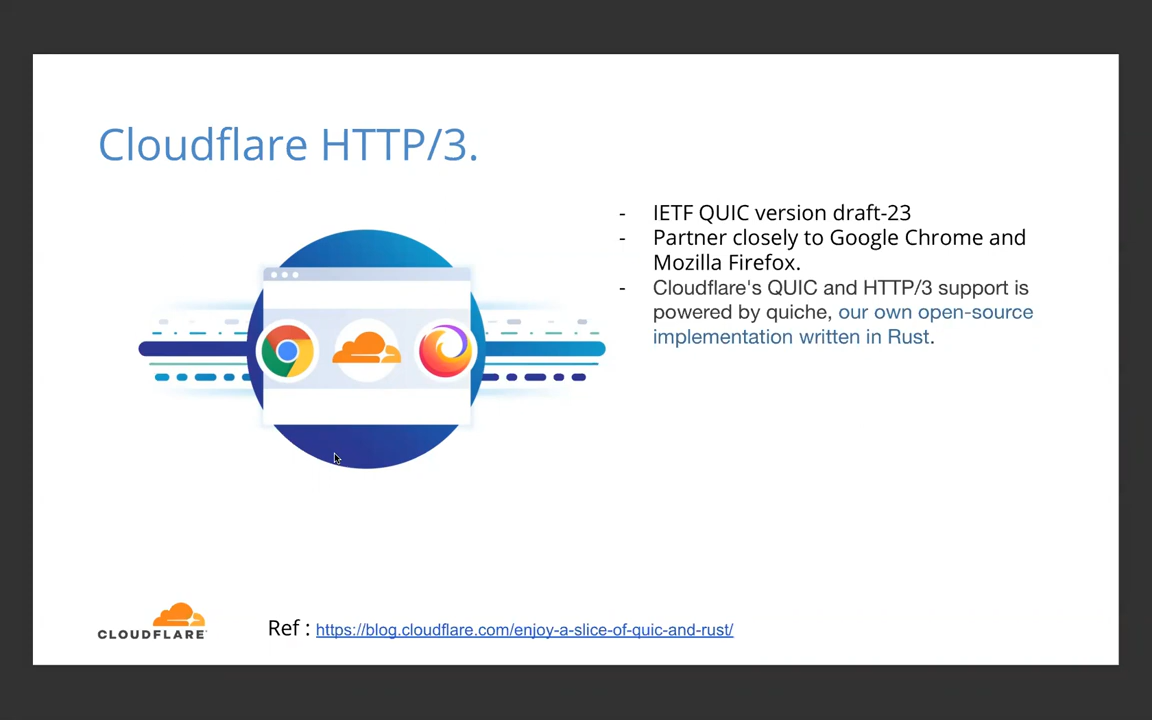 Cloudflare HTTP/3.
- IETF QUIC version draft-23
- Partner closely to Google Chrome and
Mozilla Firefox.
- Cloudflare's QUIC and HTTP/3 support is
powered by quiche, our own open-source
implementation written in Rust.
CLOUDFLARE
Ref : https://blog.cloudflare.com/enjoy-a-slice-of-quic-and-rust/